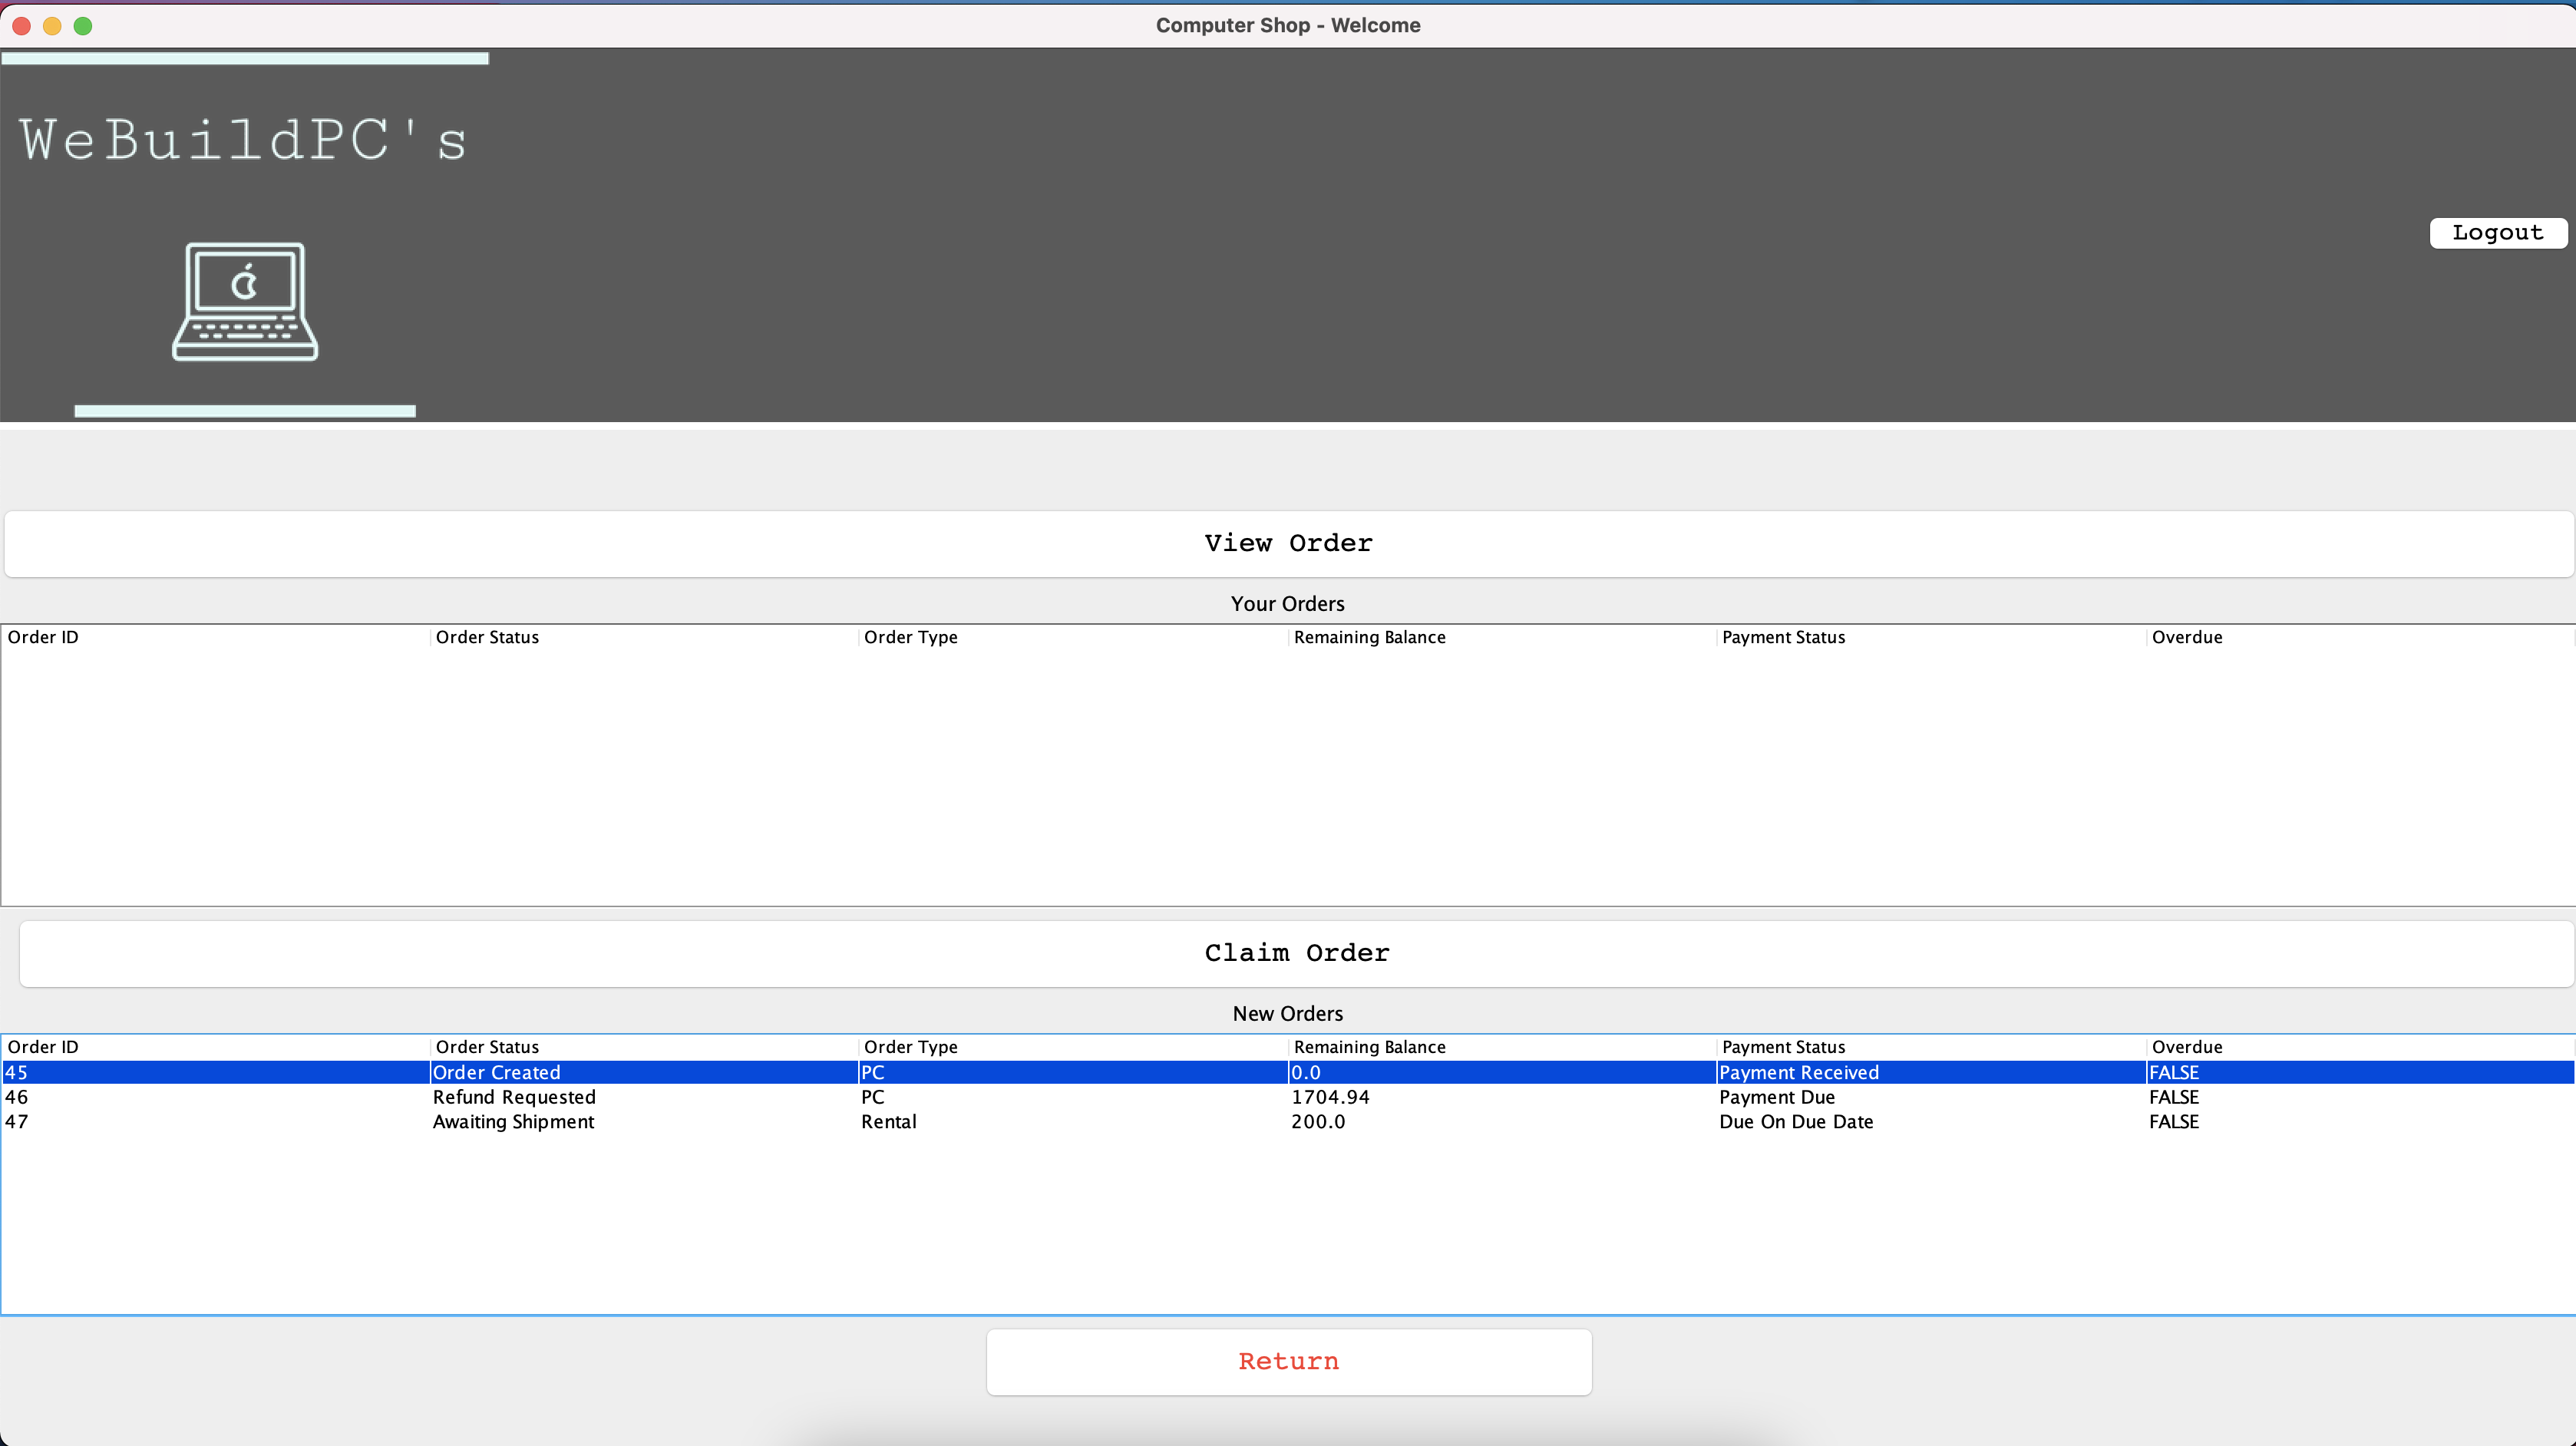 Computer Shop - Welcome
WeBuildPC's
Logout
View Order
Your Orders
Order ID Order Status Order Type Remaining Balance Payment Status Overdue
Claim Order
New Orders
Order ID Order Status Order Type Remaining Balance Payment Status Overdue
45 Order Created PC 0.0 Payment Received FALSE
46 Refund Requested PC 1704.94 Payment Due FALSE
47 Awaiting Shipment Rental 200.0 Due On Due Date FALSE
Return